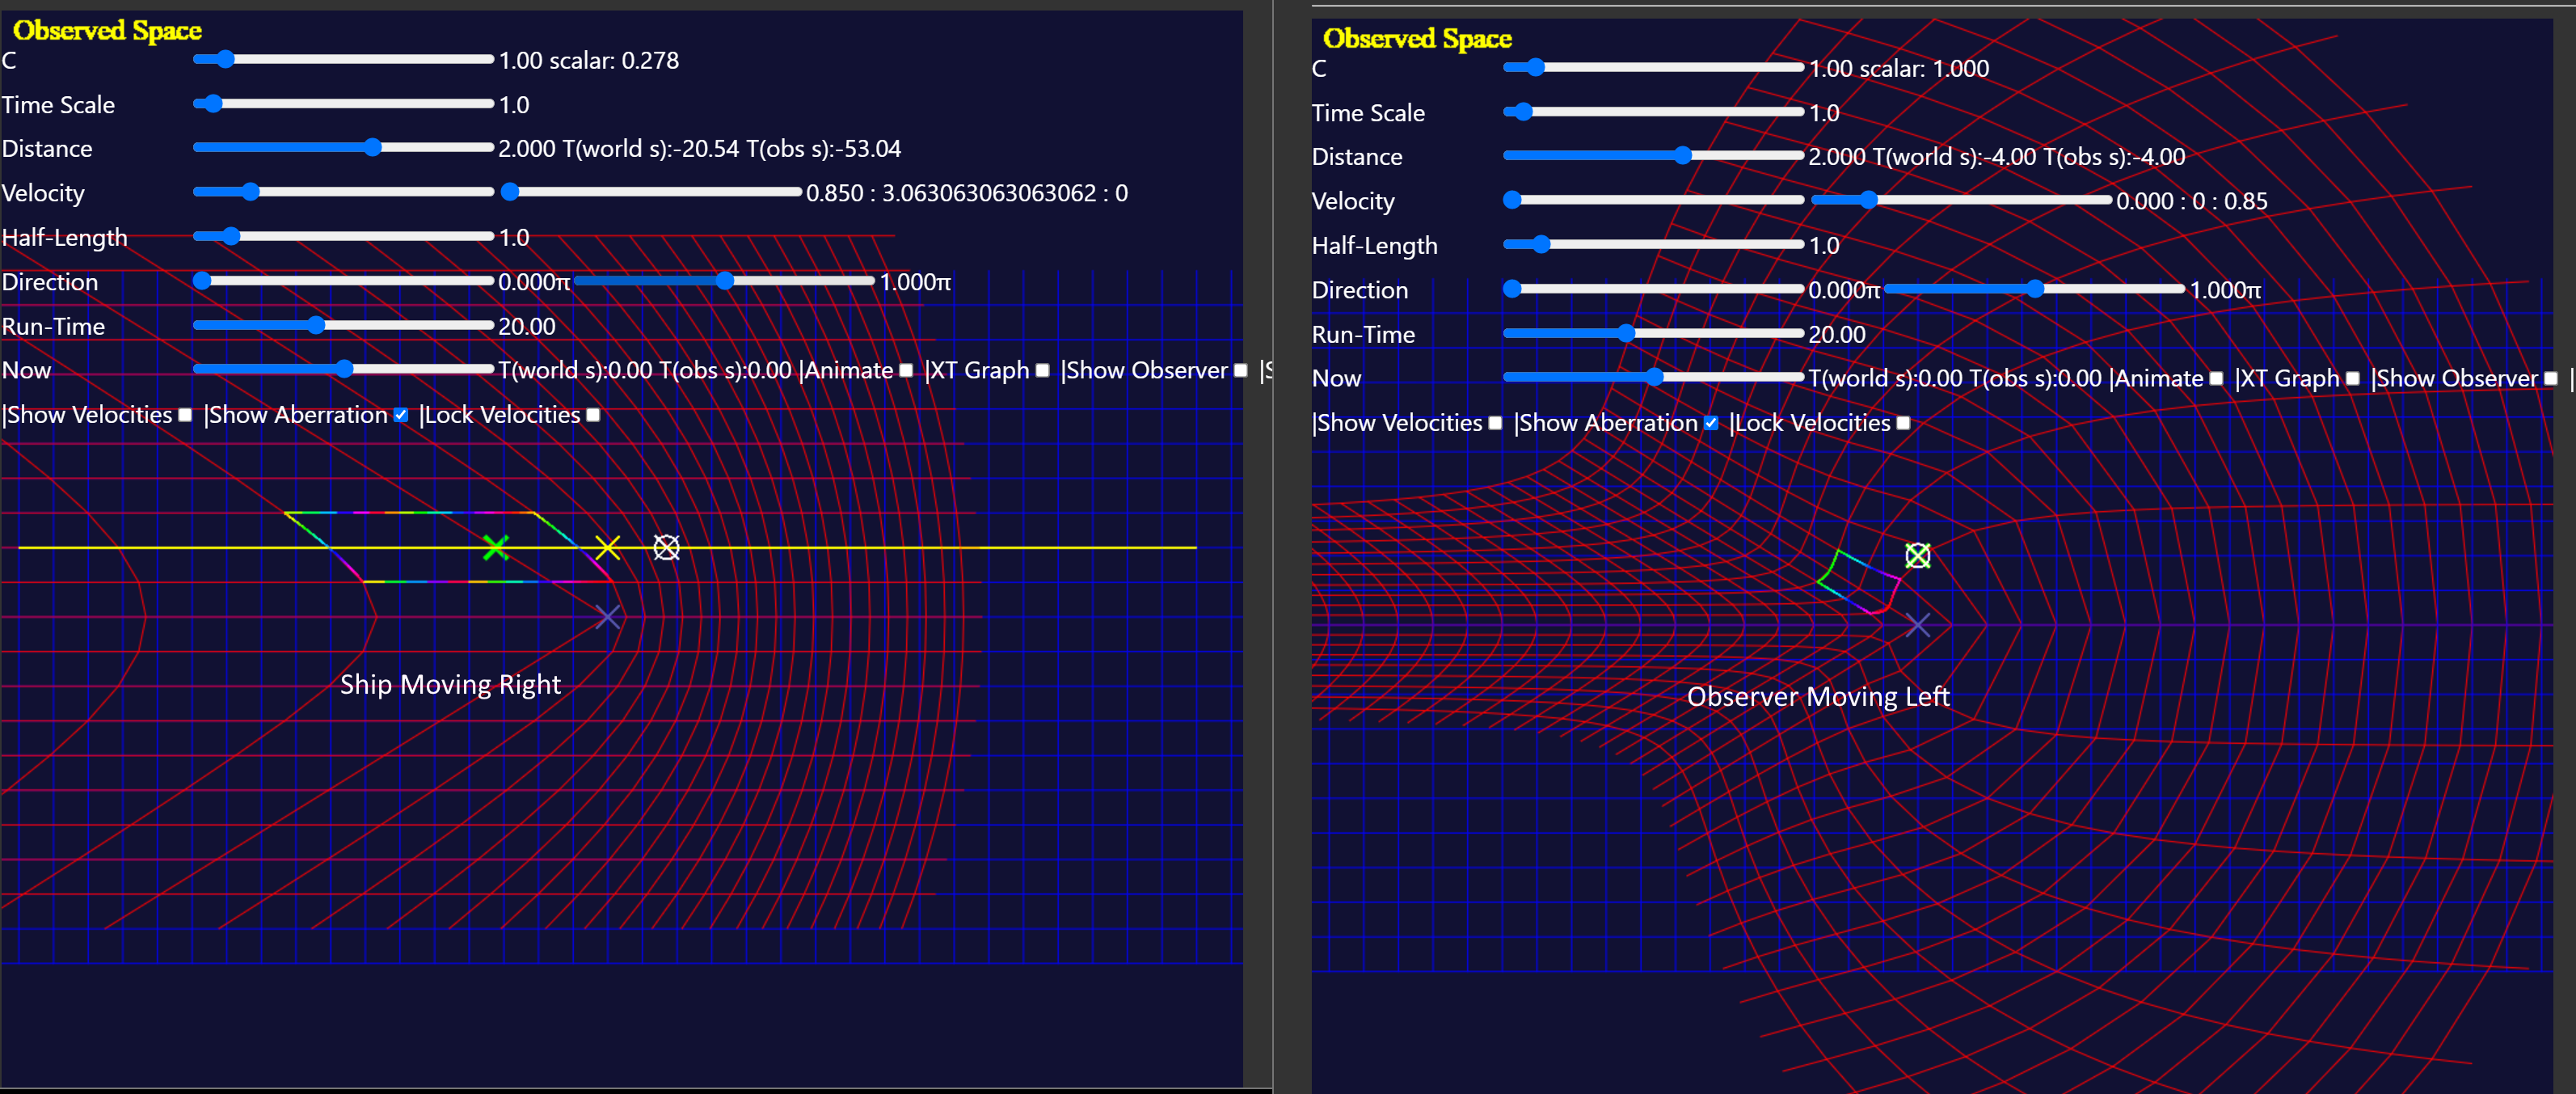 Observed Space
C 1.00 scalar: 0.278
Time Scale 1.0
Distance 2.000 T(world s):-20.54 T(obs s):-53.04
Velocity 0.850 : 3.063063063063062 : 0
Half-Length 1.0
Direction 0.000π 1.000π
Run-Time 20.00
Now T(world s):0.00 T(obs s):0.00 |Animate |XT Graph |Show Observer |S
|Show Velocities |Show Aberration |Lock Velocities
Ship Moving Right
Observed Space
C 1.00 scalar: 1.000
Time Scale 1.0
Distance 2.000 T(world s):-4.00 T(obs s):-4.00
Velocity 0.000 : 0 : 0.85
Half-Length 1.0
Direction 0.000π 1.000π
Run-Time 20.00
Now T(world s):0.00 T(obs s):0.00 |Animate |XT Graph |Show Observer |
|Show Velocities |Show Aberration |Lock Velocities
Observer Moving Left